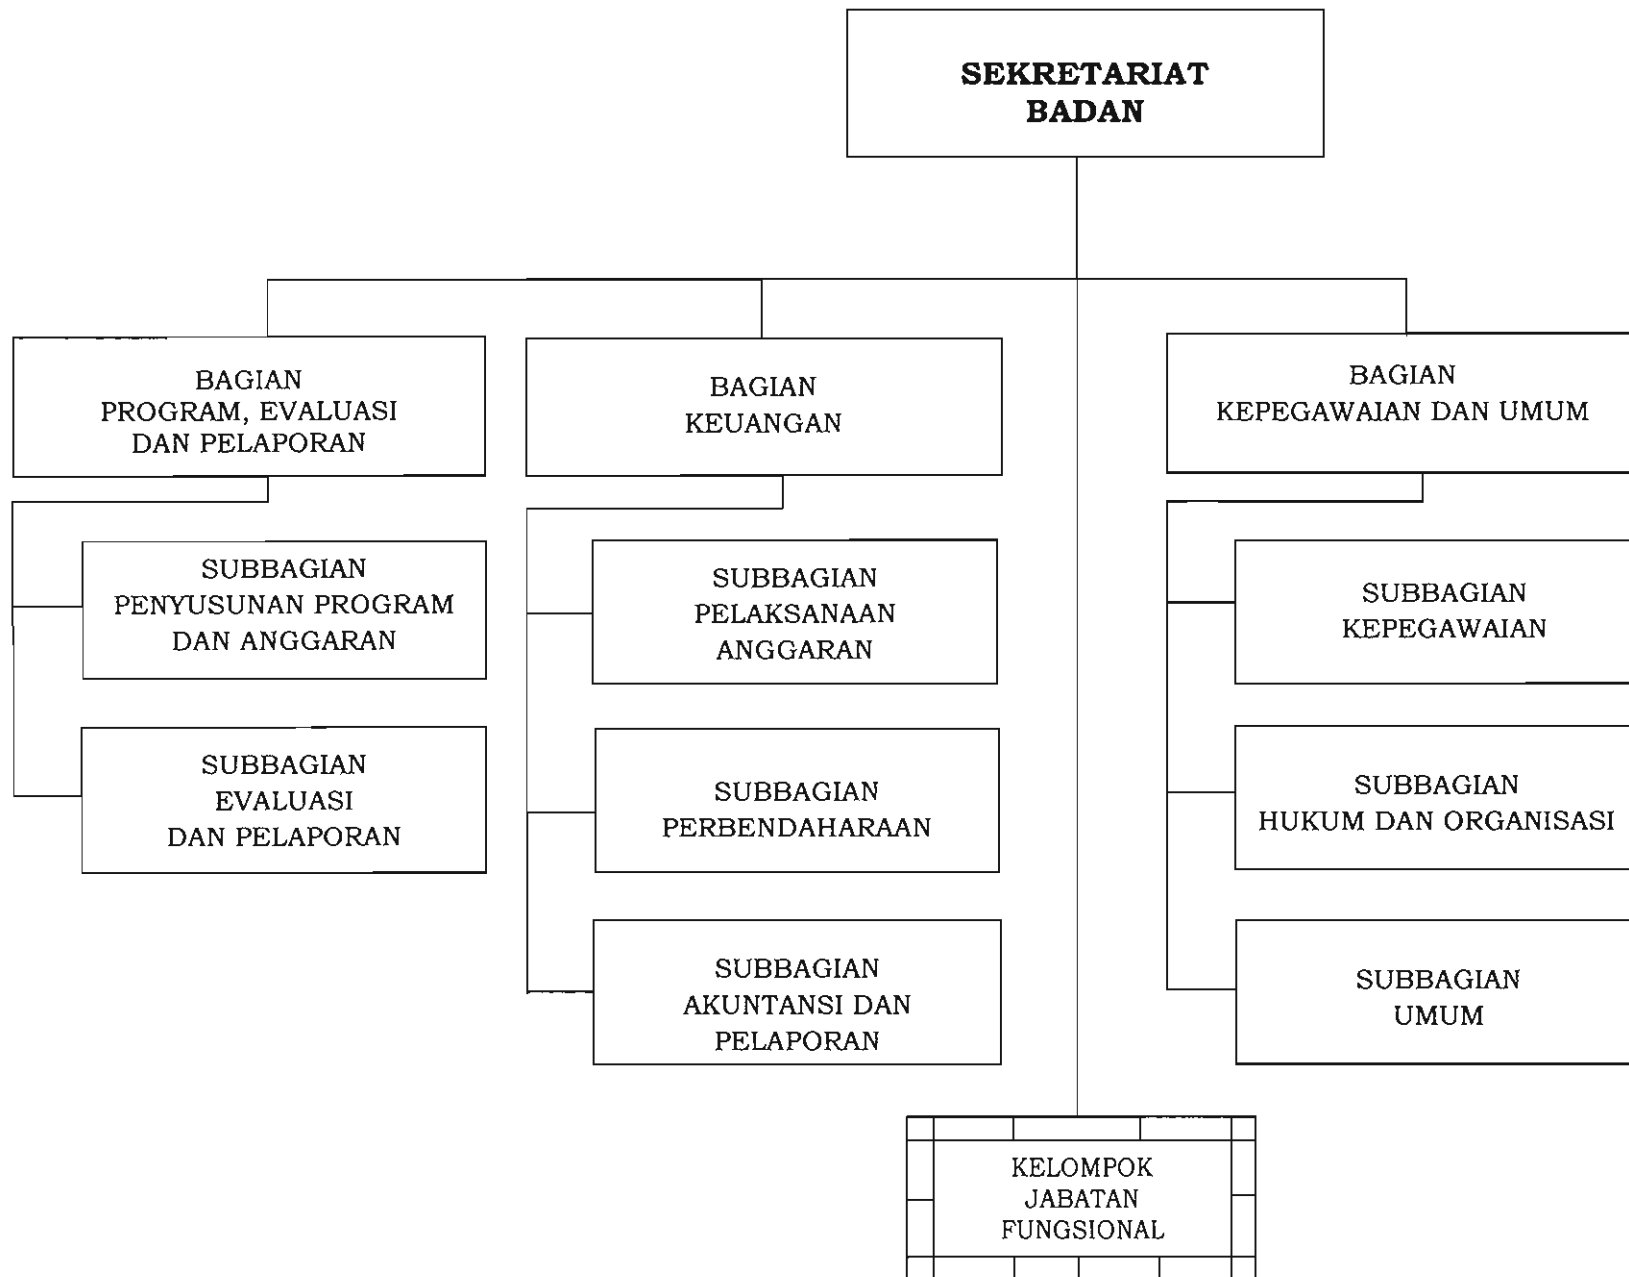 SEKRETARIAT
BADAN
BAGIAN
PROGRAM, EVALUASI
DAN PELAPORAN
BAGIAN
KEUANGAN
BAGIAN
KEPEGAWAIAN DAN UMUM
SUBBAGIAN
PENYUSUNAN PROGRAM
DAN ANGGARAN
SUBBAGIAN
EVALUASI
DAN PELAPORAN
SUBBAGIAN
PELAKSANAAN
ANGGARAN
SUBBAGIAN
PERBENDAHARAAN
SUBBAGIAN
AKUNTANSI DAN
PELAPORAN
SUBBAGIAN
KEPEGAWAIAN
SUBBAGIAN
HUKUM DAN ORGANISASI
SUBBAGIAN
UMUM
KELOMPOK
JABATAN
FUNGSIONAL